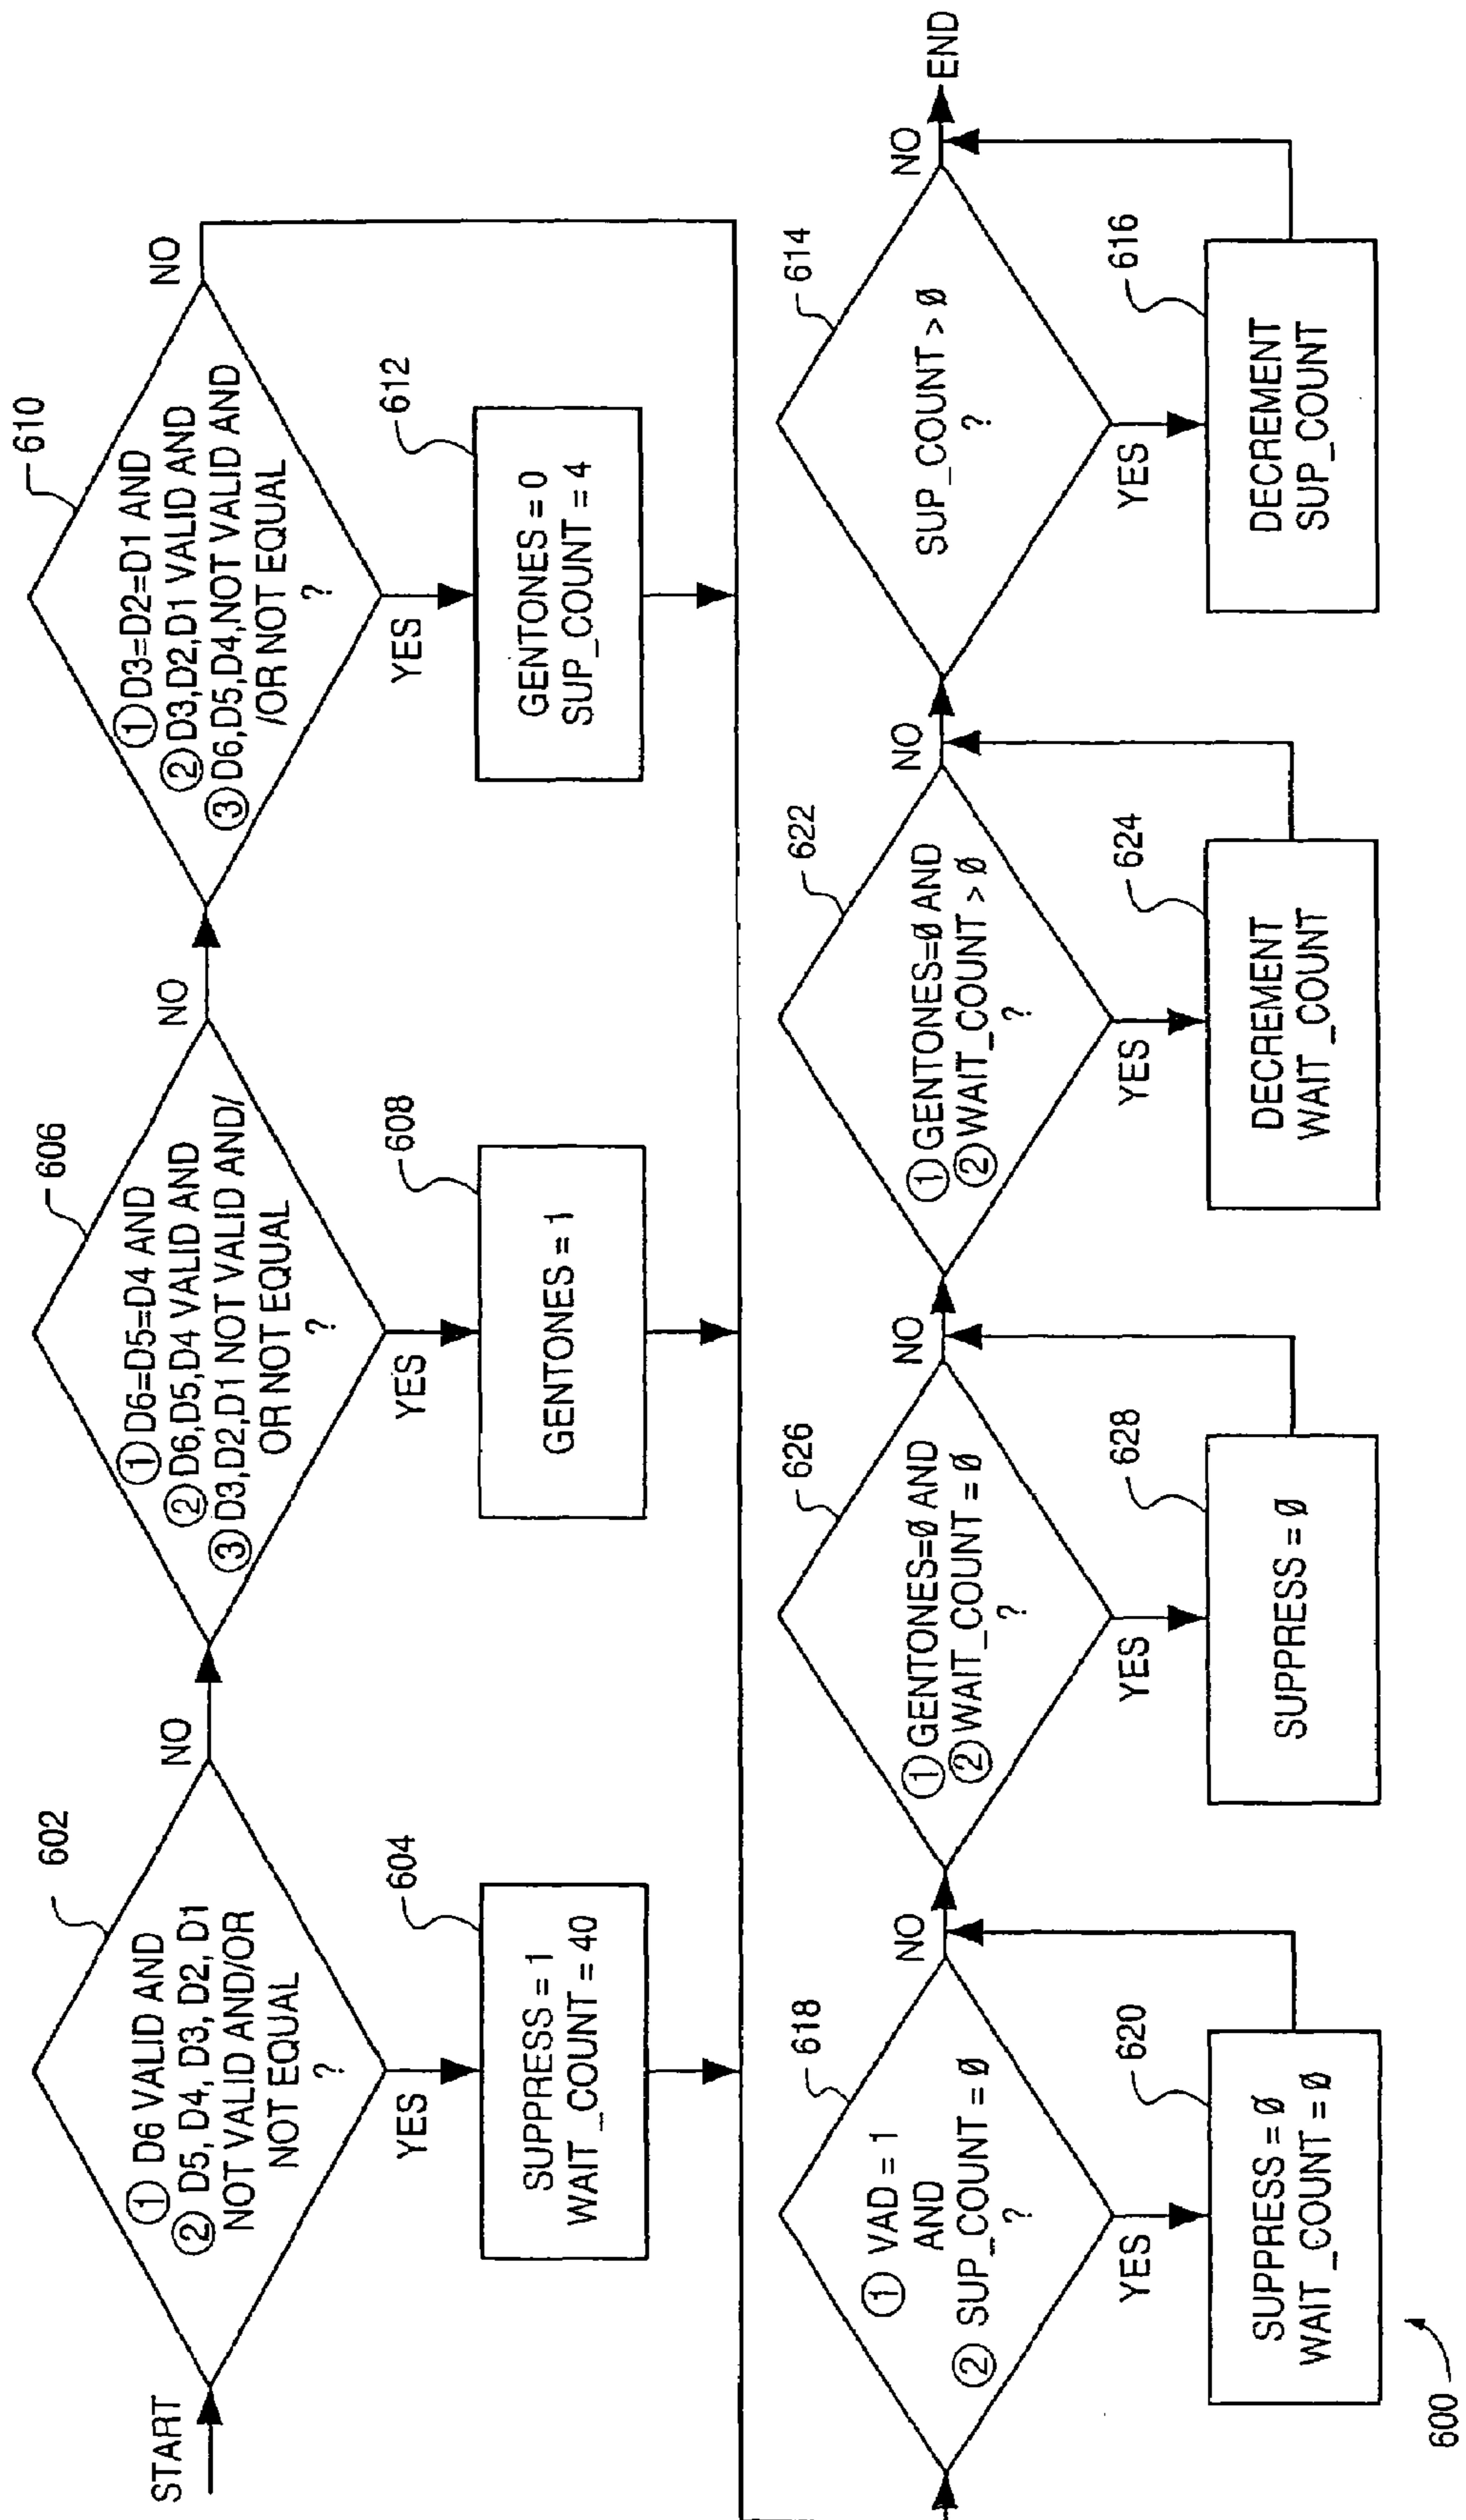 START
602
① D6 VALID AND
② D5, D4, D3, D2, D1
NOT VALID AND/OR
NOT EQUAL
?
NO
YES
604
SUPPRESS = 1
WAIT_COUNT = 40
606
① D6=D5=D4 AND
② D6,D5,D4 VALID AND
③ D3,D2,D1 NOT VALID AND/
OR NOT EQUAL
?
NO
YES
608
GENTONES = 1
610
① D3=D2=D1 AND
② D3,D2,D1 VALID AND
③ D6,D5,D4,NOT VALID AND
/OR NOT EQUAL
?
NO
YES
612
GENTONES = 0
SUP_COUNT = 4
618
① VAD = 1
AND
② SUP_COUNT = Ø
?
NO
YES
620
SUPPRESS = Ø
WAIT_COUNT = Ø
626
① GENTONES=Ø AND
② WAIT_COUNT = Ø
?
NO
YES
628
SUPPRESS = Ø
622
① GENTONES=Ø AND
② WAIT_COUNT > Ø
?
NO
YES
624
DECREMENT
WAIT_COUNT
614
SUP_COUNT > Ø
?
NO
END
YES
616
DECREMENT
SUP_COUNT
600